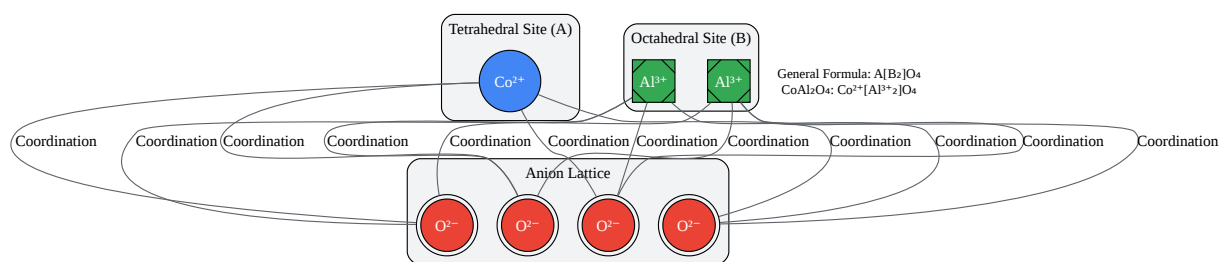 Tetrahedral Site (A)
Octahedral Site (B)
Co²⁺
Al³⁺
Al³⁺
General Formula: A[B₂]O₄
CoAl₂O₄: Co²⁺[Al³⁺₂]O₄
Coordination
Coordination
Coordination
Coordination
Coordination
Coordination
Coordination
Coordination
Coordination
Coordination
Coordination
Coordination
Anion Lattice
O²⁻
O²⁻
O²⁻
O²⁻